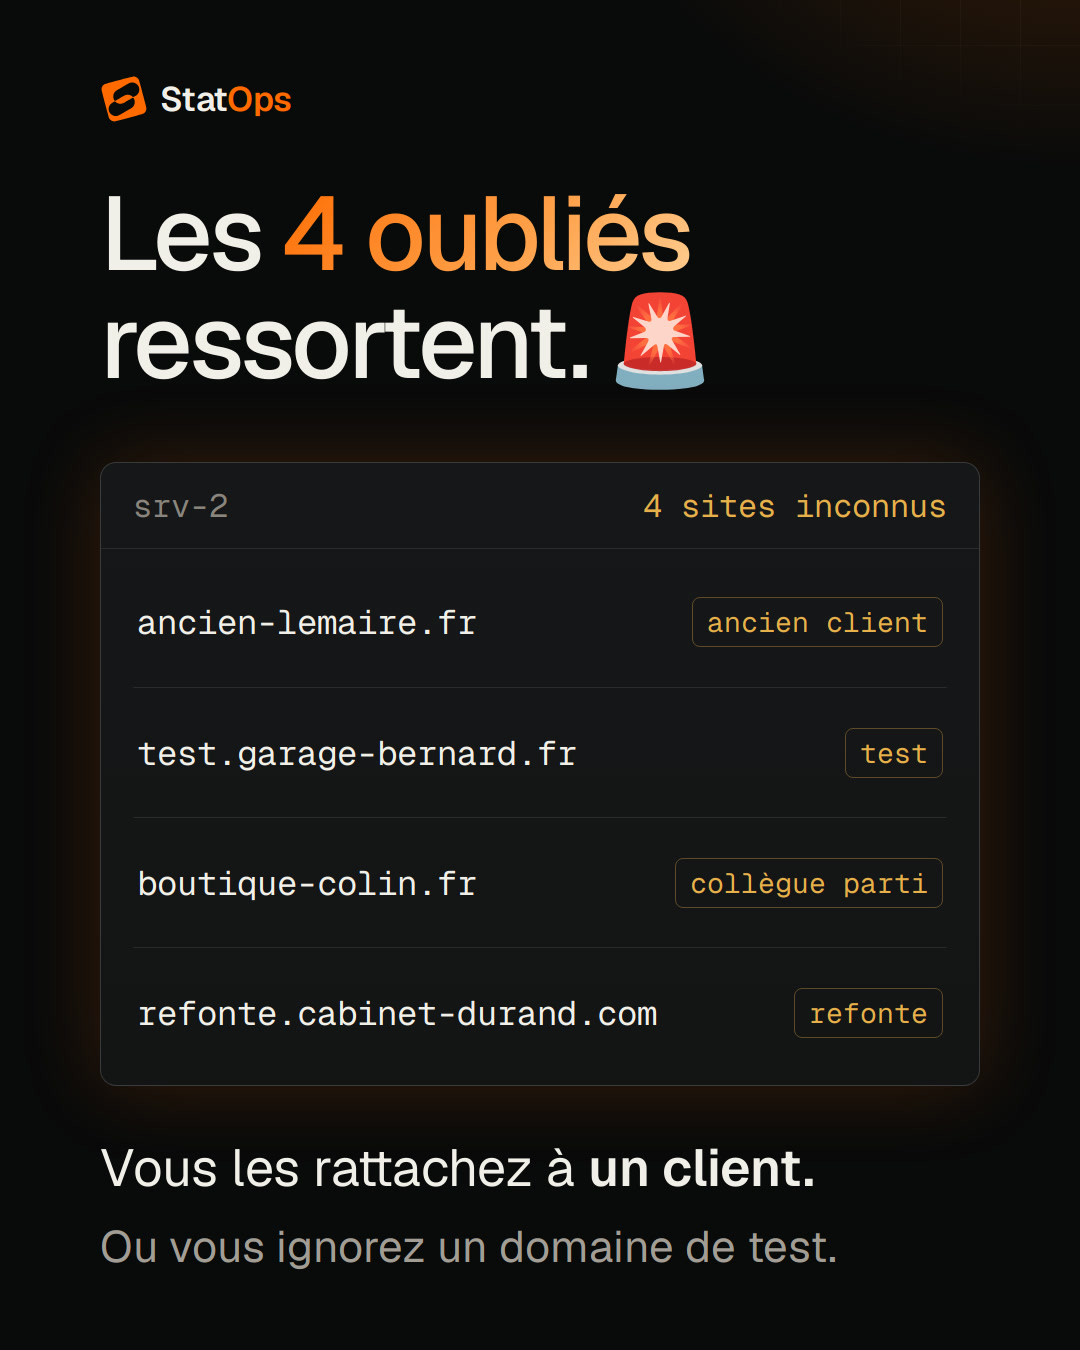 StatOps
Les 4 oubliés
ressortent. 🚨
srv-2 4 sites inconnus
ancien-lemaire.fr ancien client
test.garage-bernard.fr test
boutique-colin.fr collègue parti
refonte.cabinet-durand.com refonte
Vous les rattachez à un client.
Ou vous ignorez un domaine de test.